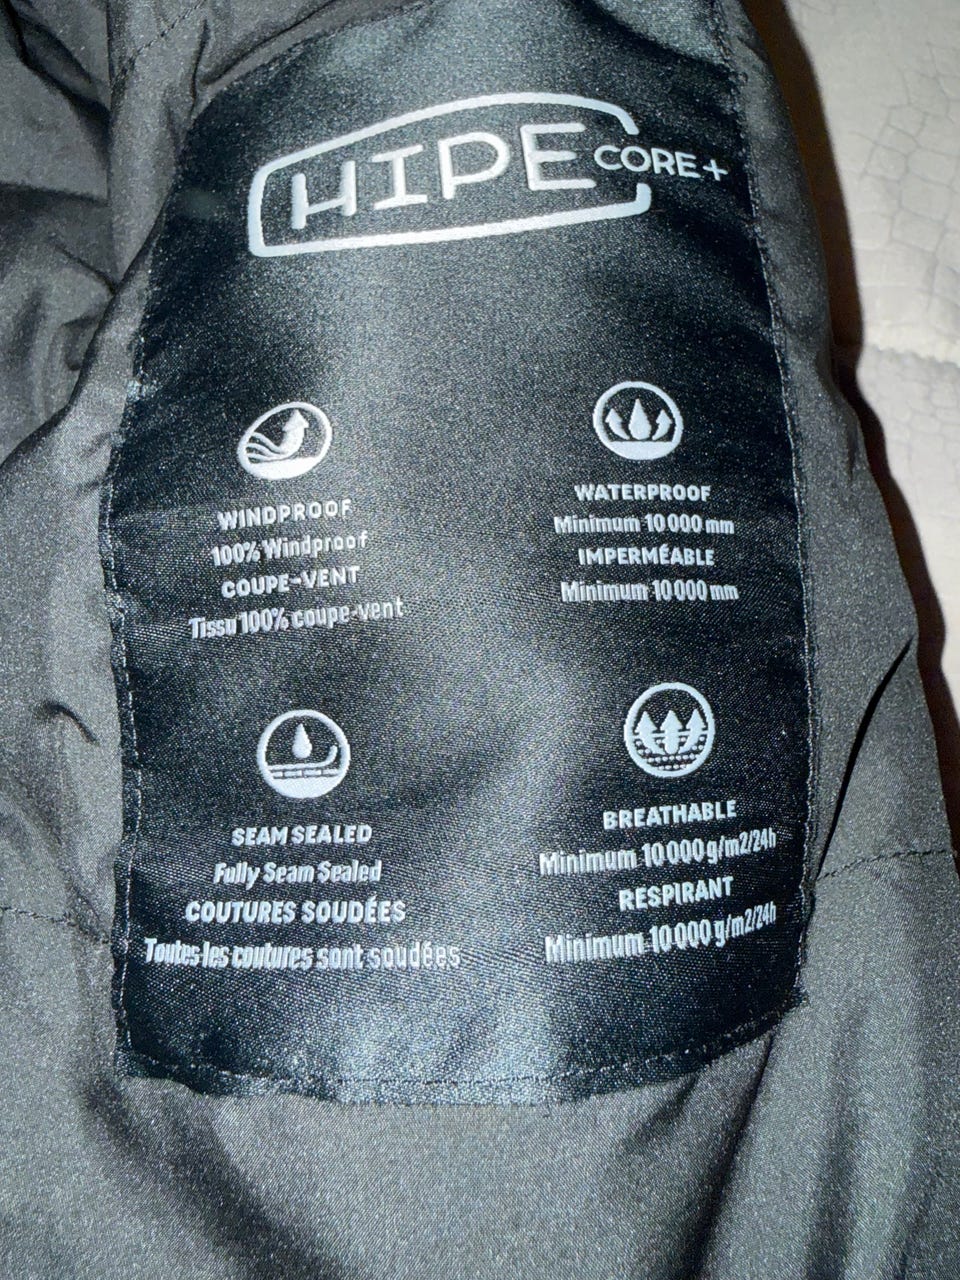 HIPE CORE+
WINDPROOF
100% Windproof
COUPE-VENT
Tissu 100% coupe-vent
WATERPROOF
Minimum 10 000 mm
IMPERMÉABLE
Minimum 10 000 mm
SEAM SEALED
Fully Seam Sealed
COUTURES SOUDÉES
Toutes les coutures sont soudées
BREATHABLE
Minimum 10 000 g/m2/24h
RESPIRANT
Minimum 10 000 g/m2/24h